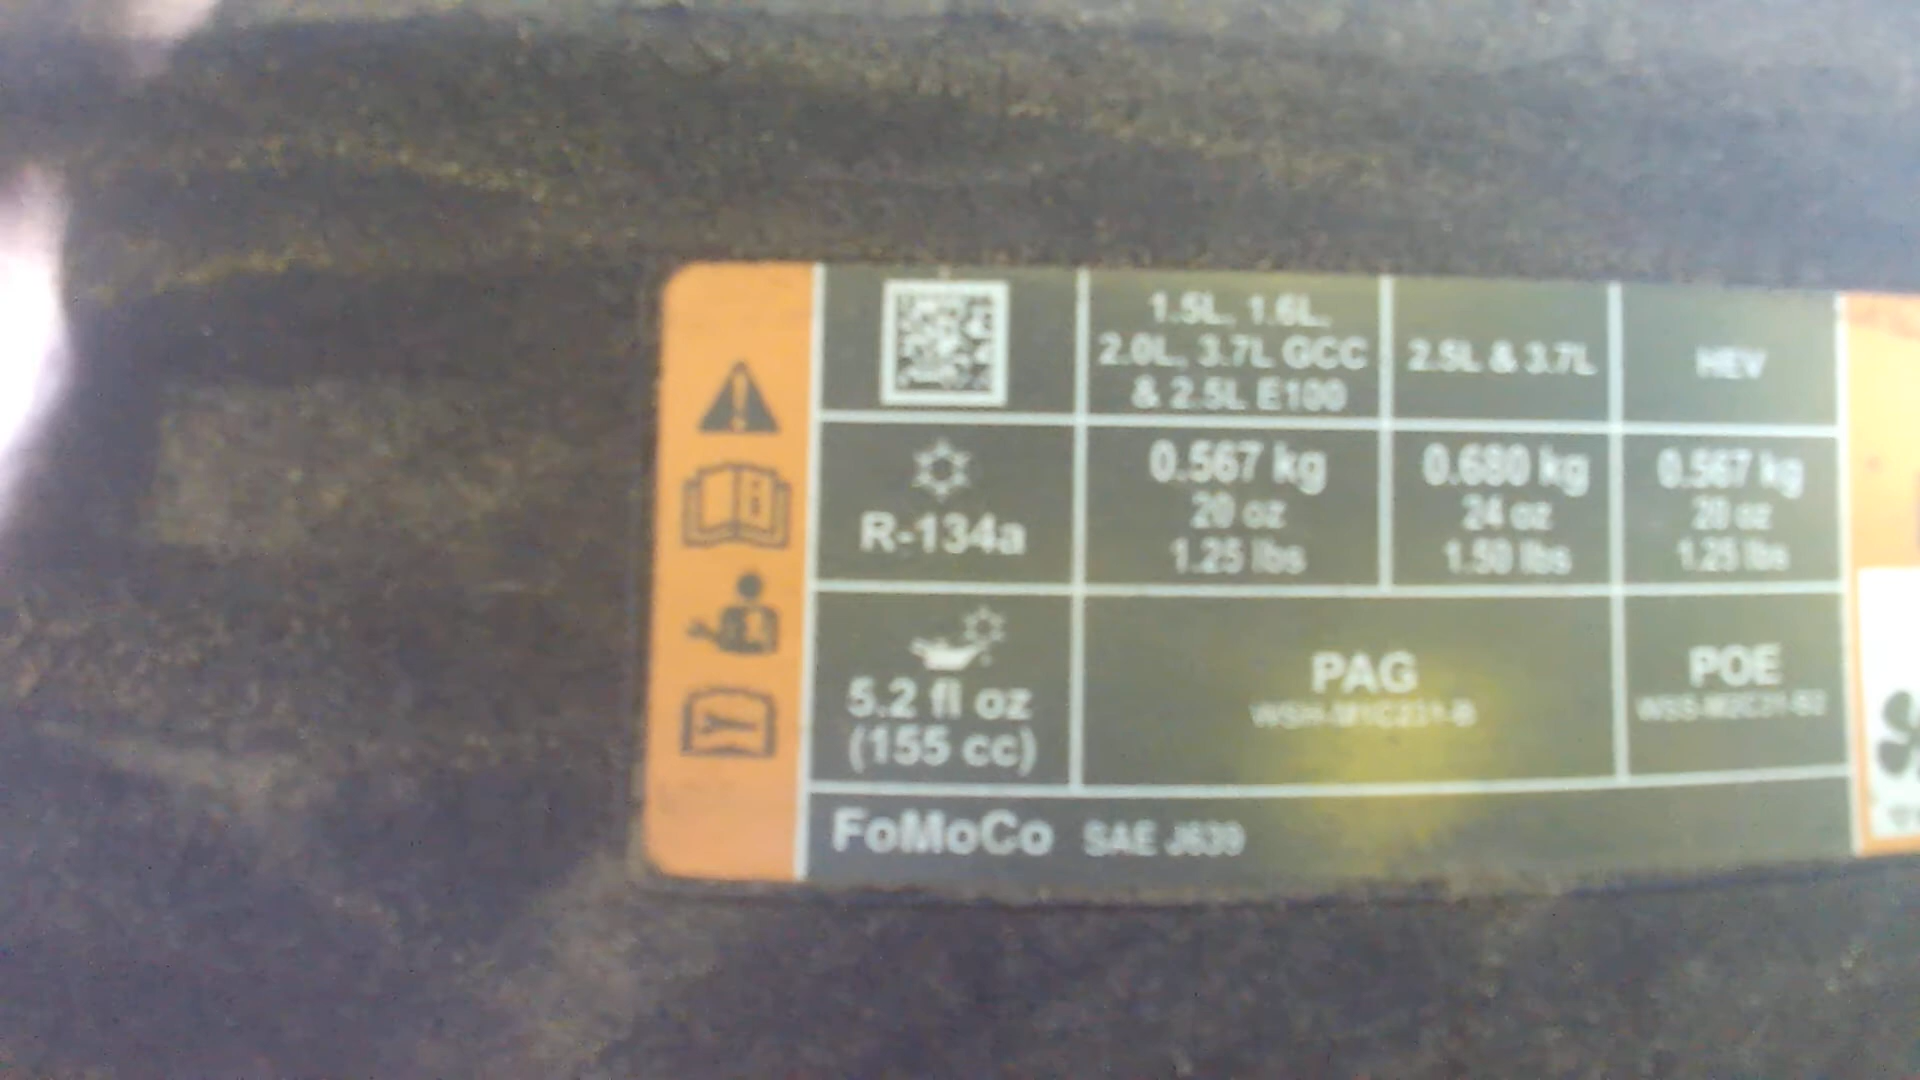 1.5L, 1.6L,
2.0L, 3.7L GCC
& 2.5L E100
2.5L & 3.7L
HEV
R-134a
0.567 kg
20 oz
1.25 lbs
0.680 kg
24 oz
1.50 lbs
0.567 kg
20 oz
1.25 lbs
5.2 fl oz
(155 cc)
PAG
WSH-M1C231-B
POE
FoMoCo SAE J639